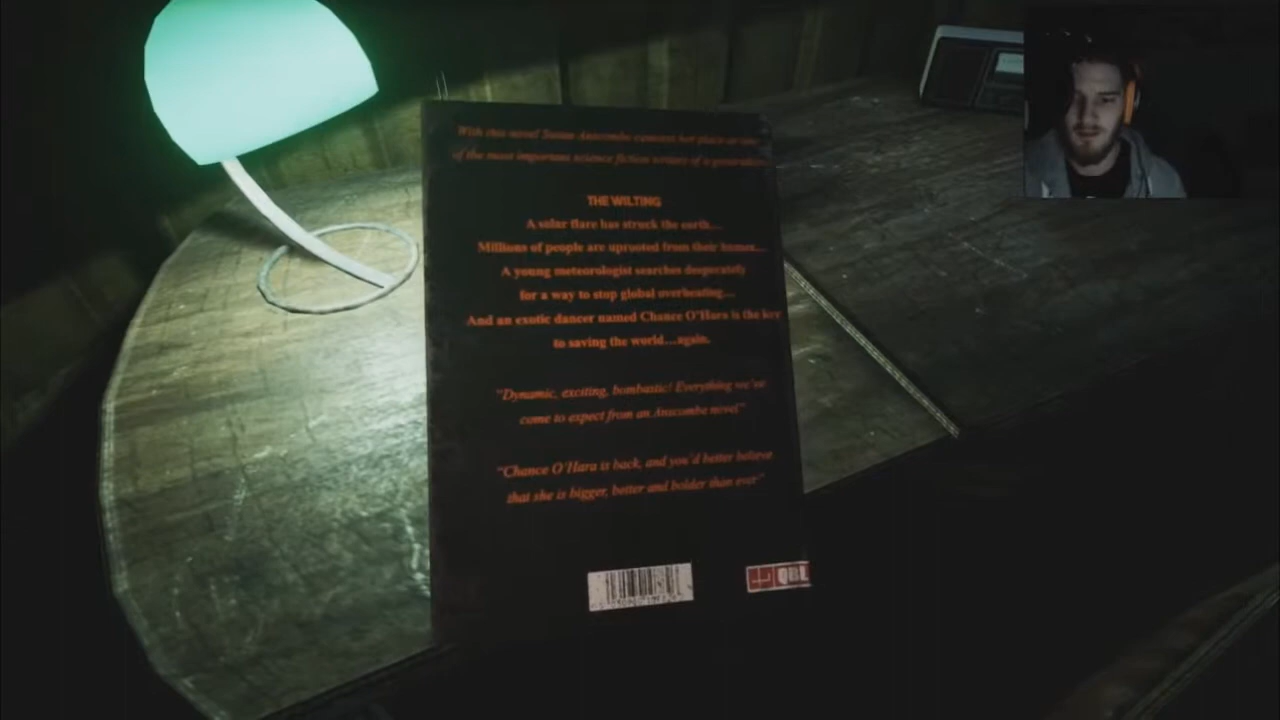 With this novel Susan Anscombe cements her place as one
of the most important science fiction writers of a generation
THE WILTING
A solar flare has struck the earth...
Millions of people are uprooted from their homes...
A young meteorologist searches desperately
for a way to stop global overheating...
And an exotic dancer named Chance O'Hara is the key
to saving the world...again.
"Dynamic, exciting, bombastic! Everything we've
come to expect from an Anscombe novel"
"Chance O'Hara is back, and you'd better believe
that she is bigger, better and bolder than ever"
QBL